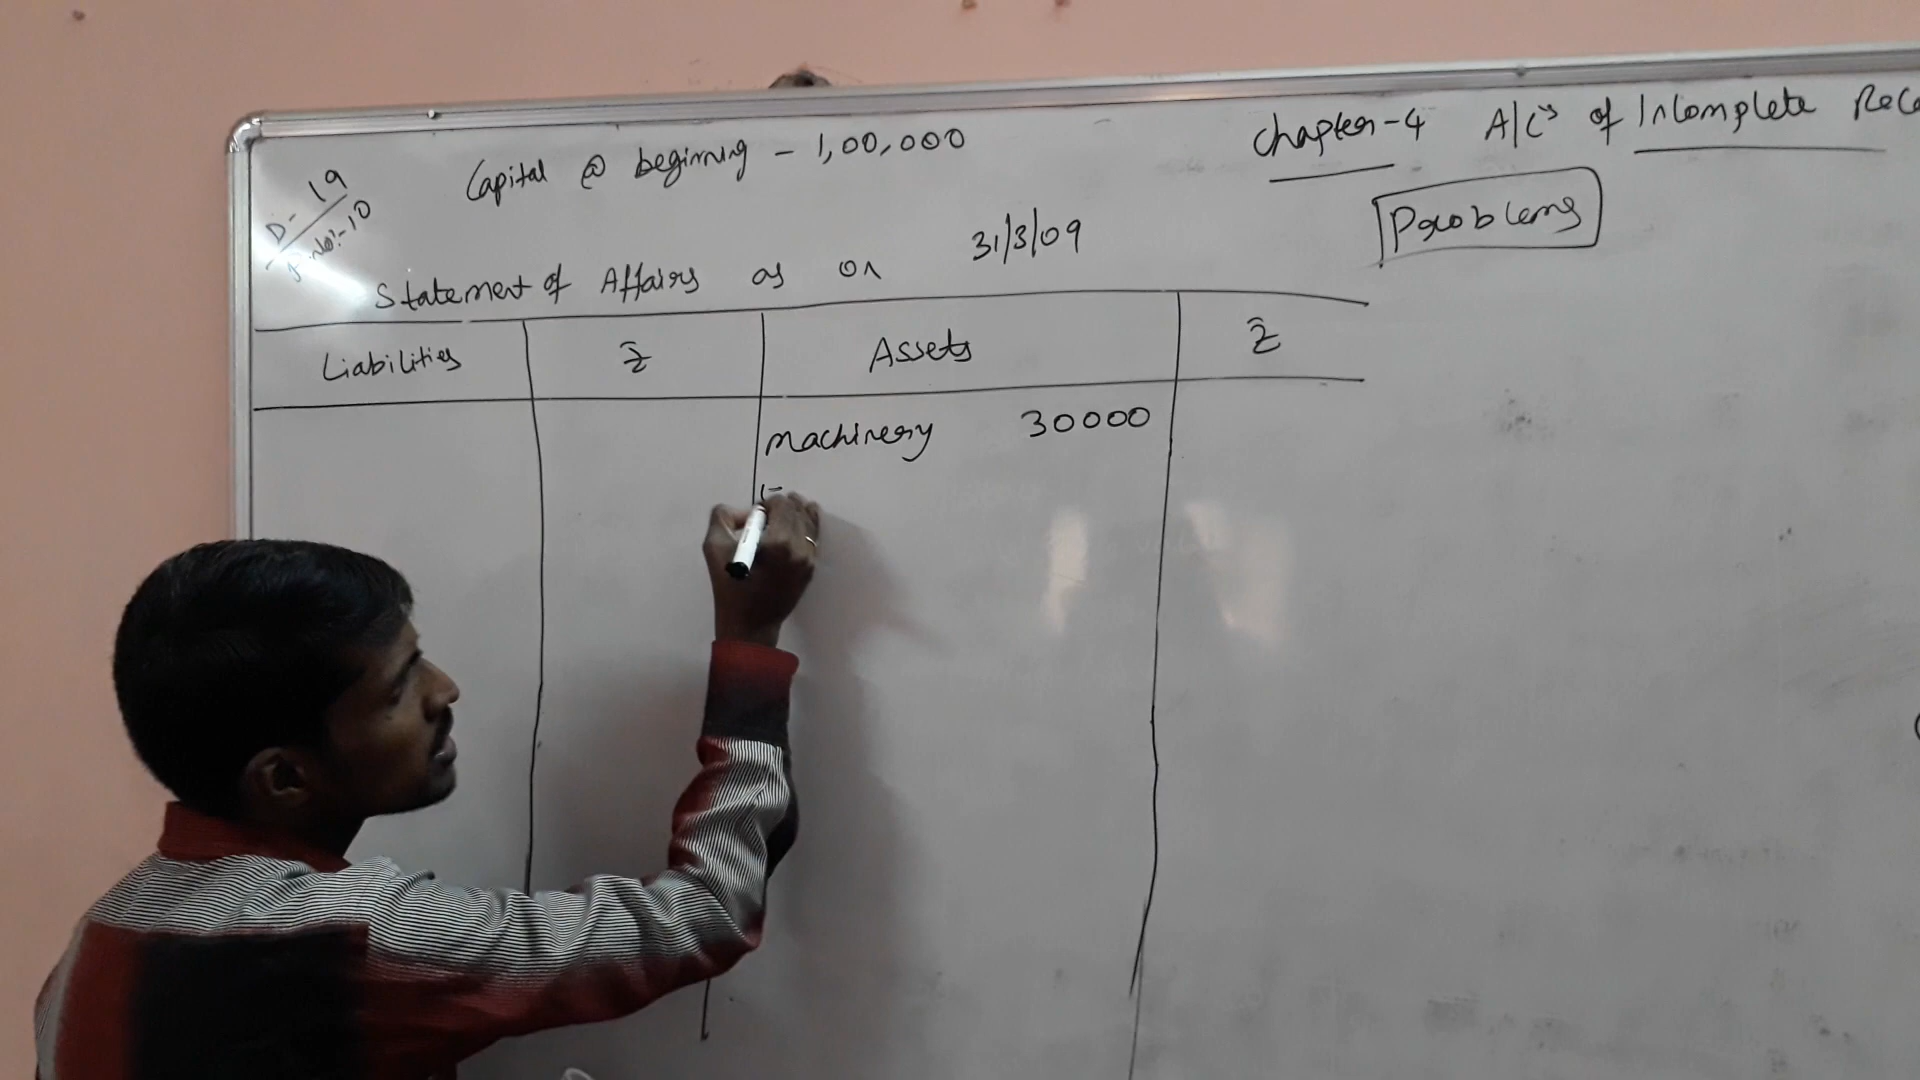 D- 19
P.No:-10
Capital @ beginning - 1,00,000
Chapter-4 A/Cs of Incomplete Reco
Problems
Statement of Affairs as on 31/3/09
Liabilities ₹ Assets ₹
Machinery 30000
(-